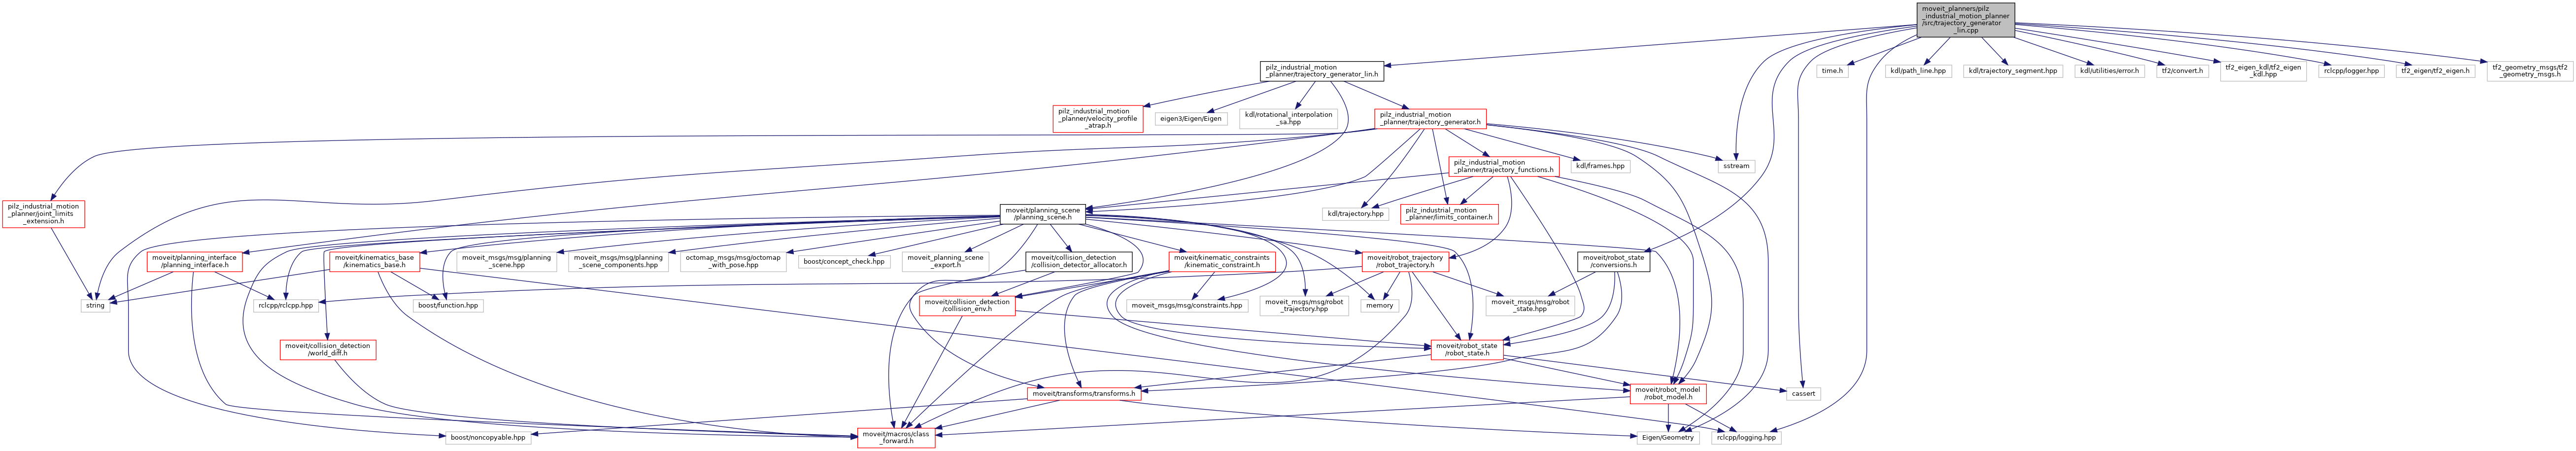 moveit_planners/pilz
_industrial_motion_planner
/src/trajectory_generator
_lin.cpp
pilz_industrial_motion
_planner/trajectory_generator_lin.h
time.h
kdl/path_line.hpp
kdl/trajectory_segment.hpp
kdl/utilities/error.h
tf2/convert.h
tf2_eigen_kdl/tf2_eigen
_kdl.hpp
rclcpp/logger.hpp
tf2_eigen/tf2_eigen.h
tf2_geometry_msgs/tf2
_geometry_msgs.h
pilz_industrial_motion
_planner/velocity_profile
_atrap.h
eigen3/Eigen/Eigen
kdl/rotational_interpolation
_sa.hpp
pilz_industrial_motion
_planner/trajectory_generator.h
pilz_industrial_motion
_planner/trajectory_functions.h
kdl/frames.hpp
sstream
pilz_industrial_motion
_planner/joint_limits
_extension.h
moveit/planning_scene
/planning_scene.h
kdl/trajectory.hpp
pilz_industrial_motion
_planner/limits_container.h
moveit/planning_interface
/planning_interface.h
moveit/kinematics_base
/kinematics_base.h
moveit_msgs/msg/planning
_scene.hpp
moveit_msgs/msg/planning
_scene_components.hpp
octomap_msgs/msg/octomap
_with_pose.hpp
boost/concept_check.hpp
moveit_planning_scene
_export.h
moveit/collision_detection
/collision_detector_allocator.h
moveit/kinematic_constraints
/kinematic_constraint.h
moveit/robot_trajectory
/robot_trajectory.h
moveit/robot_state
/conversions.h
string
rclcpp/rclcpp.hpp
boost/function.hpp
moveit/collision_detection
/collision_env.h
moveit_msgs/msg/constraints.hpp
moveit_msgs/msg/robot
_trajectory.hpp
memory
moveit_msgs/msg/robot
_state.hpp
moveit/collision_detection
/world_diff.h
moveit/robot_state
/robot_state.h
moveit/transforms/transforms.h
moveit/robot_model
/robot_model.h
cassert
boost/noncopyable.hpp
moveit/macros/class
_forward.h
Eigen/Geometry
rclcpp/logging.hpp